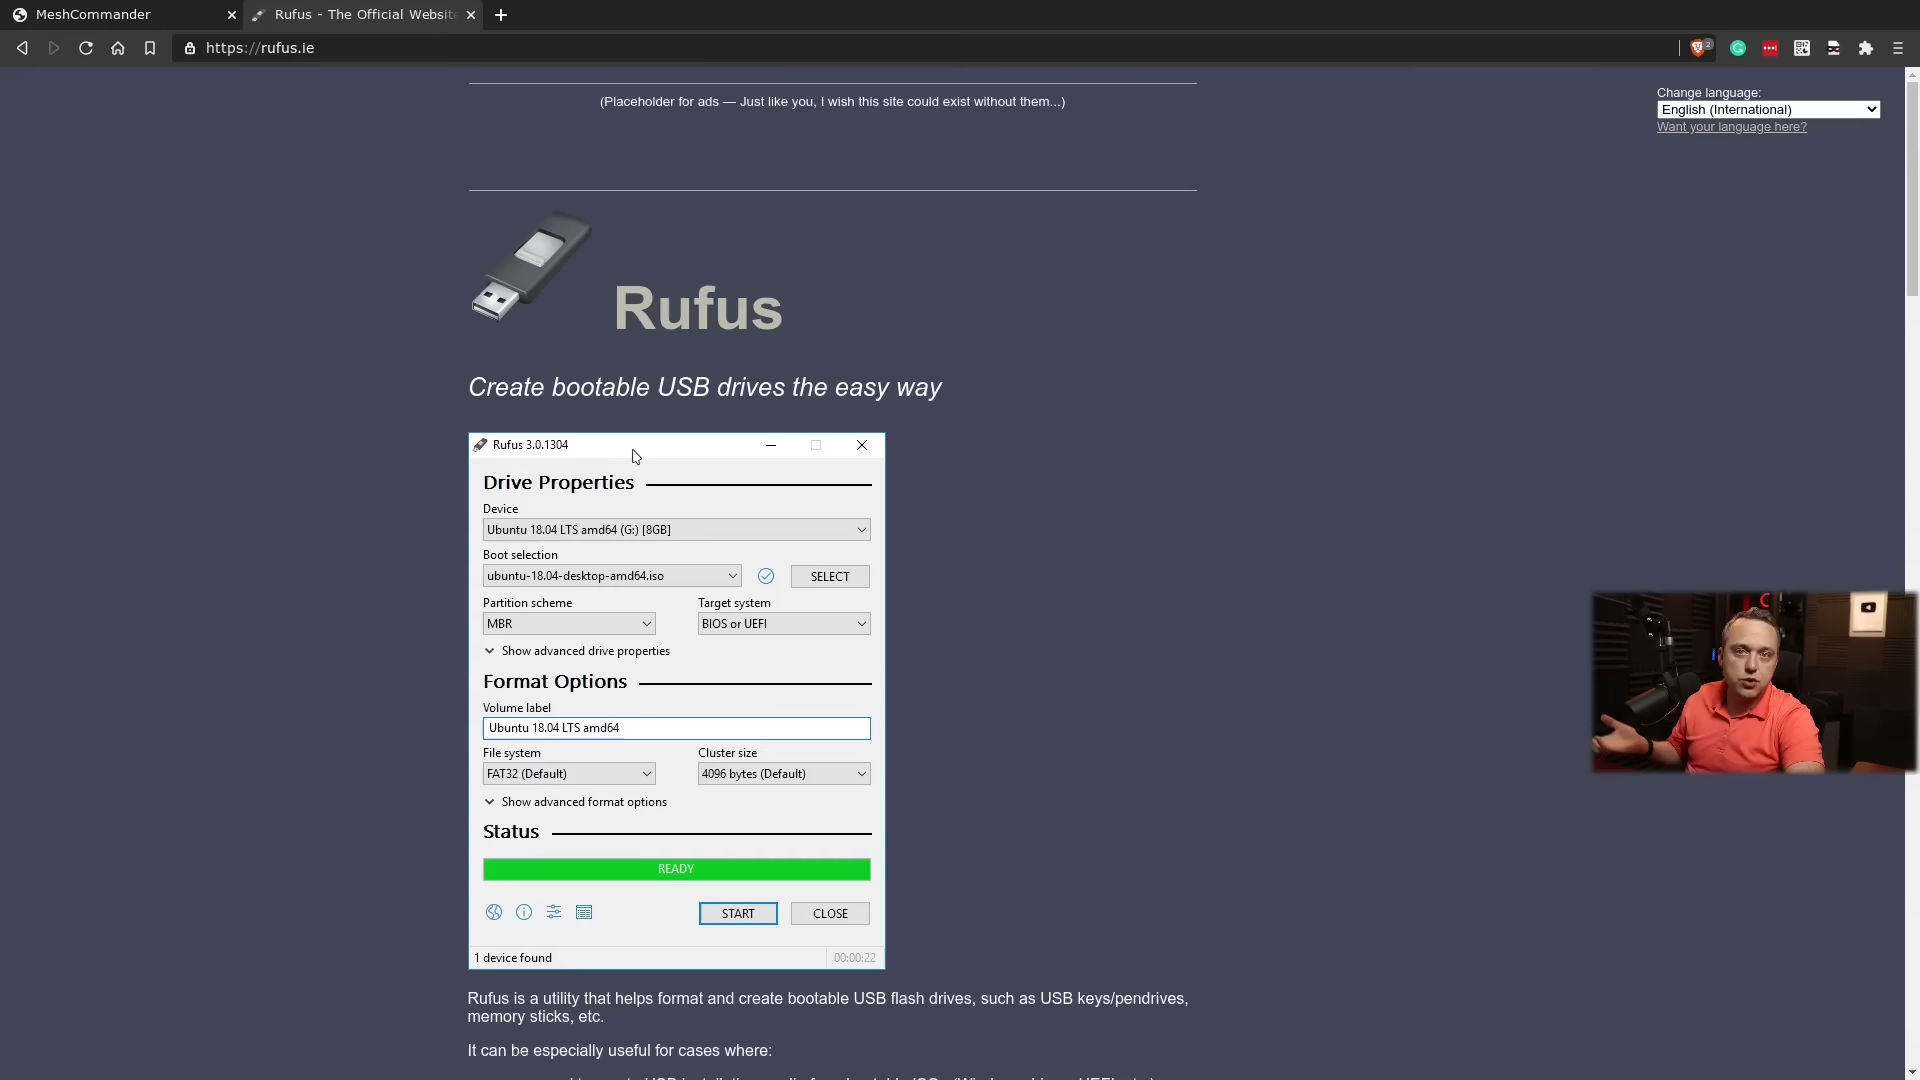 MeshCommander
Rufus - The Official Website
https://rufus.ie
2
(Placeholder for ads — Just like you, I wish this site could exist without them...)
Change language:
English (International)
Want your language here?
Rufus
Create bootable USB drives the easy way
Rufus 3.0.1304
Drive Properties
Device
Ubuntu 18.04 LTS amd64 (G:) [8GB]
Boot selection
ubuntu-18.04-desktop-amd64.iso
SELECT
Partition scheme
Target system
MBR
BIOS or UEFI
Show advanced drive properties
Format Options
Volume label
Ubuntu 18.04 LTS amd64
File system
Cluster size
FAT32 (Default)
4096 bytes (Default)
Show advanced format options
Status
READY
START
CLOSE
1 device found
00:00:22
Rufus is a utility that helps format and create bootable USB flash drives, such as USB keys/pendrives,
memory sticks, etc.
It can be especially useful for cases where: